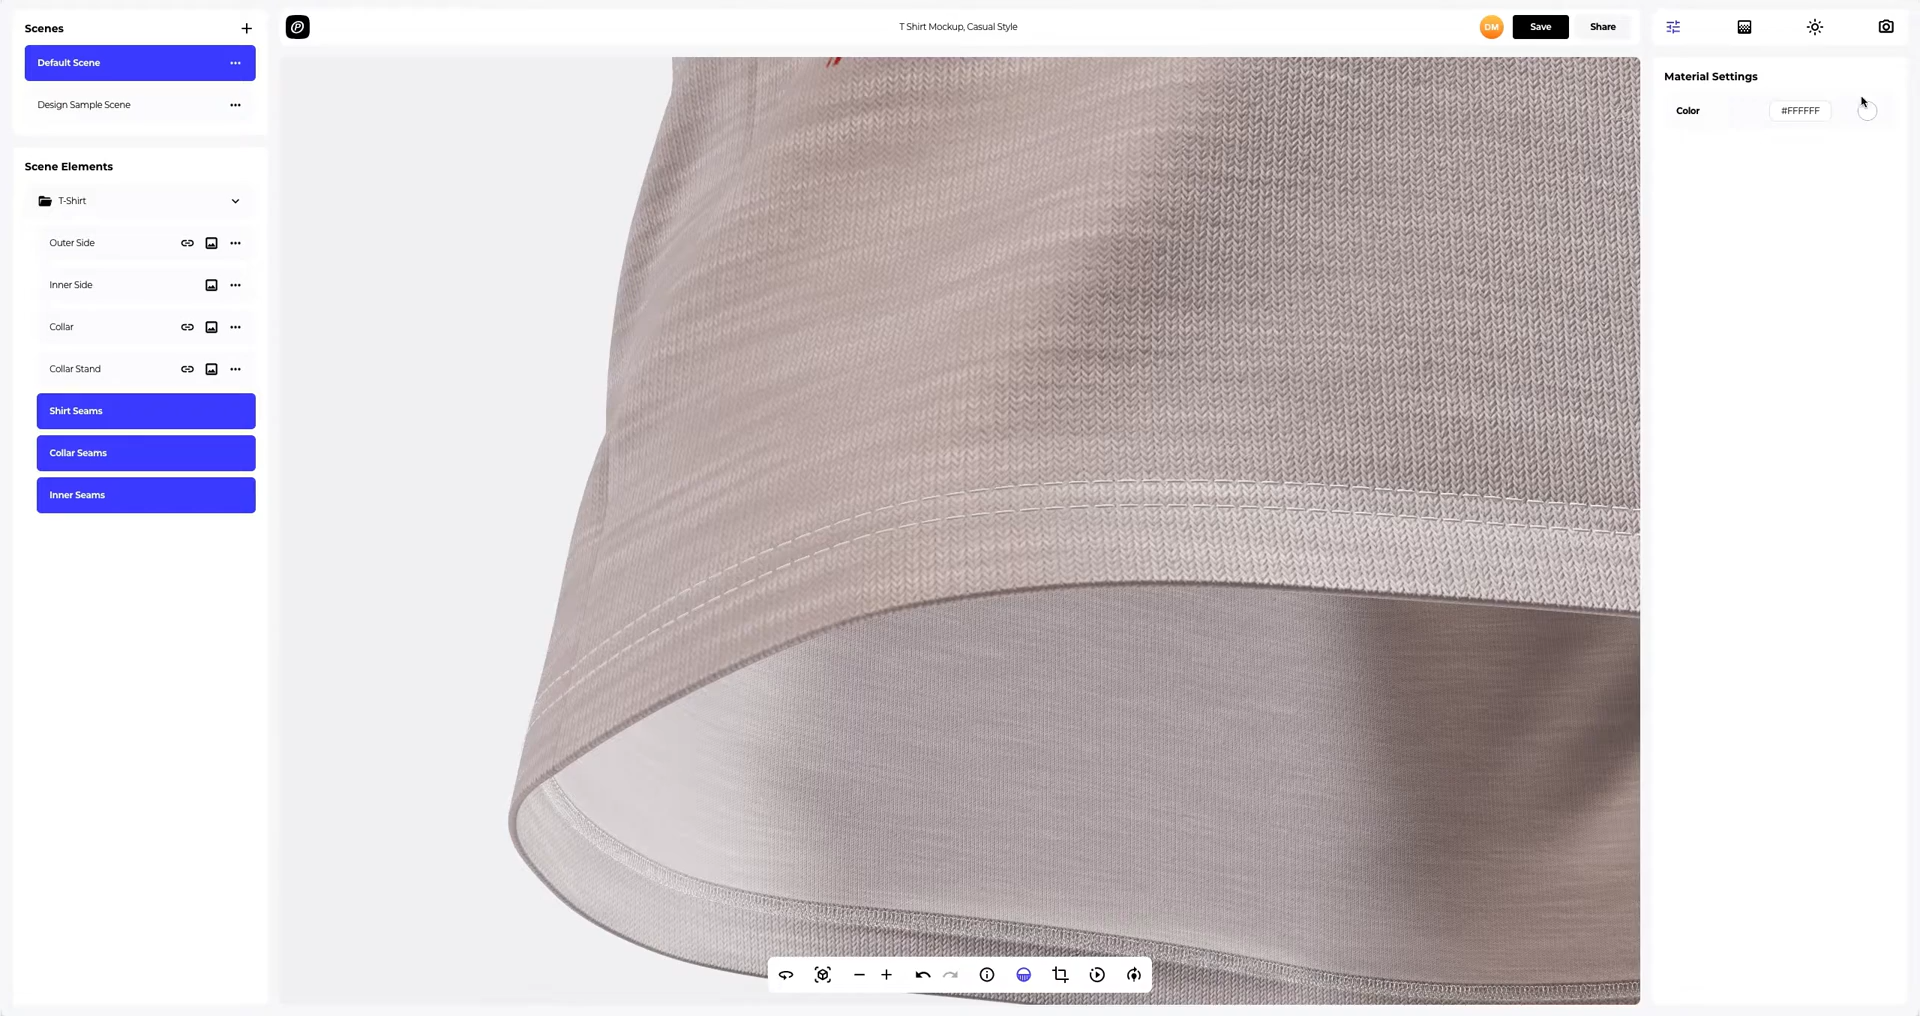 Scenes
Default Scene
Design Sample Scene
Scene Elements
T-Shirt
Outer Side
Inner Side
Collar
Collar Stand
Shirt Seams
Collar Seams
Inner Seams
T Shirt Mockup, Casual Style
DM
Save
Share
Material Settings
Color
#FFFFFF